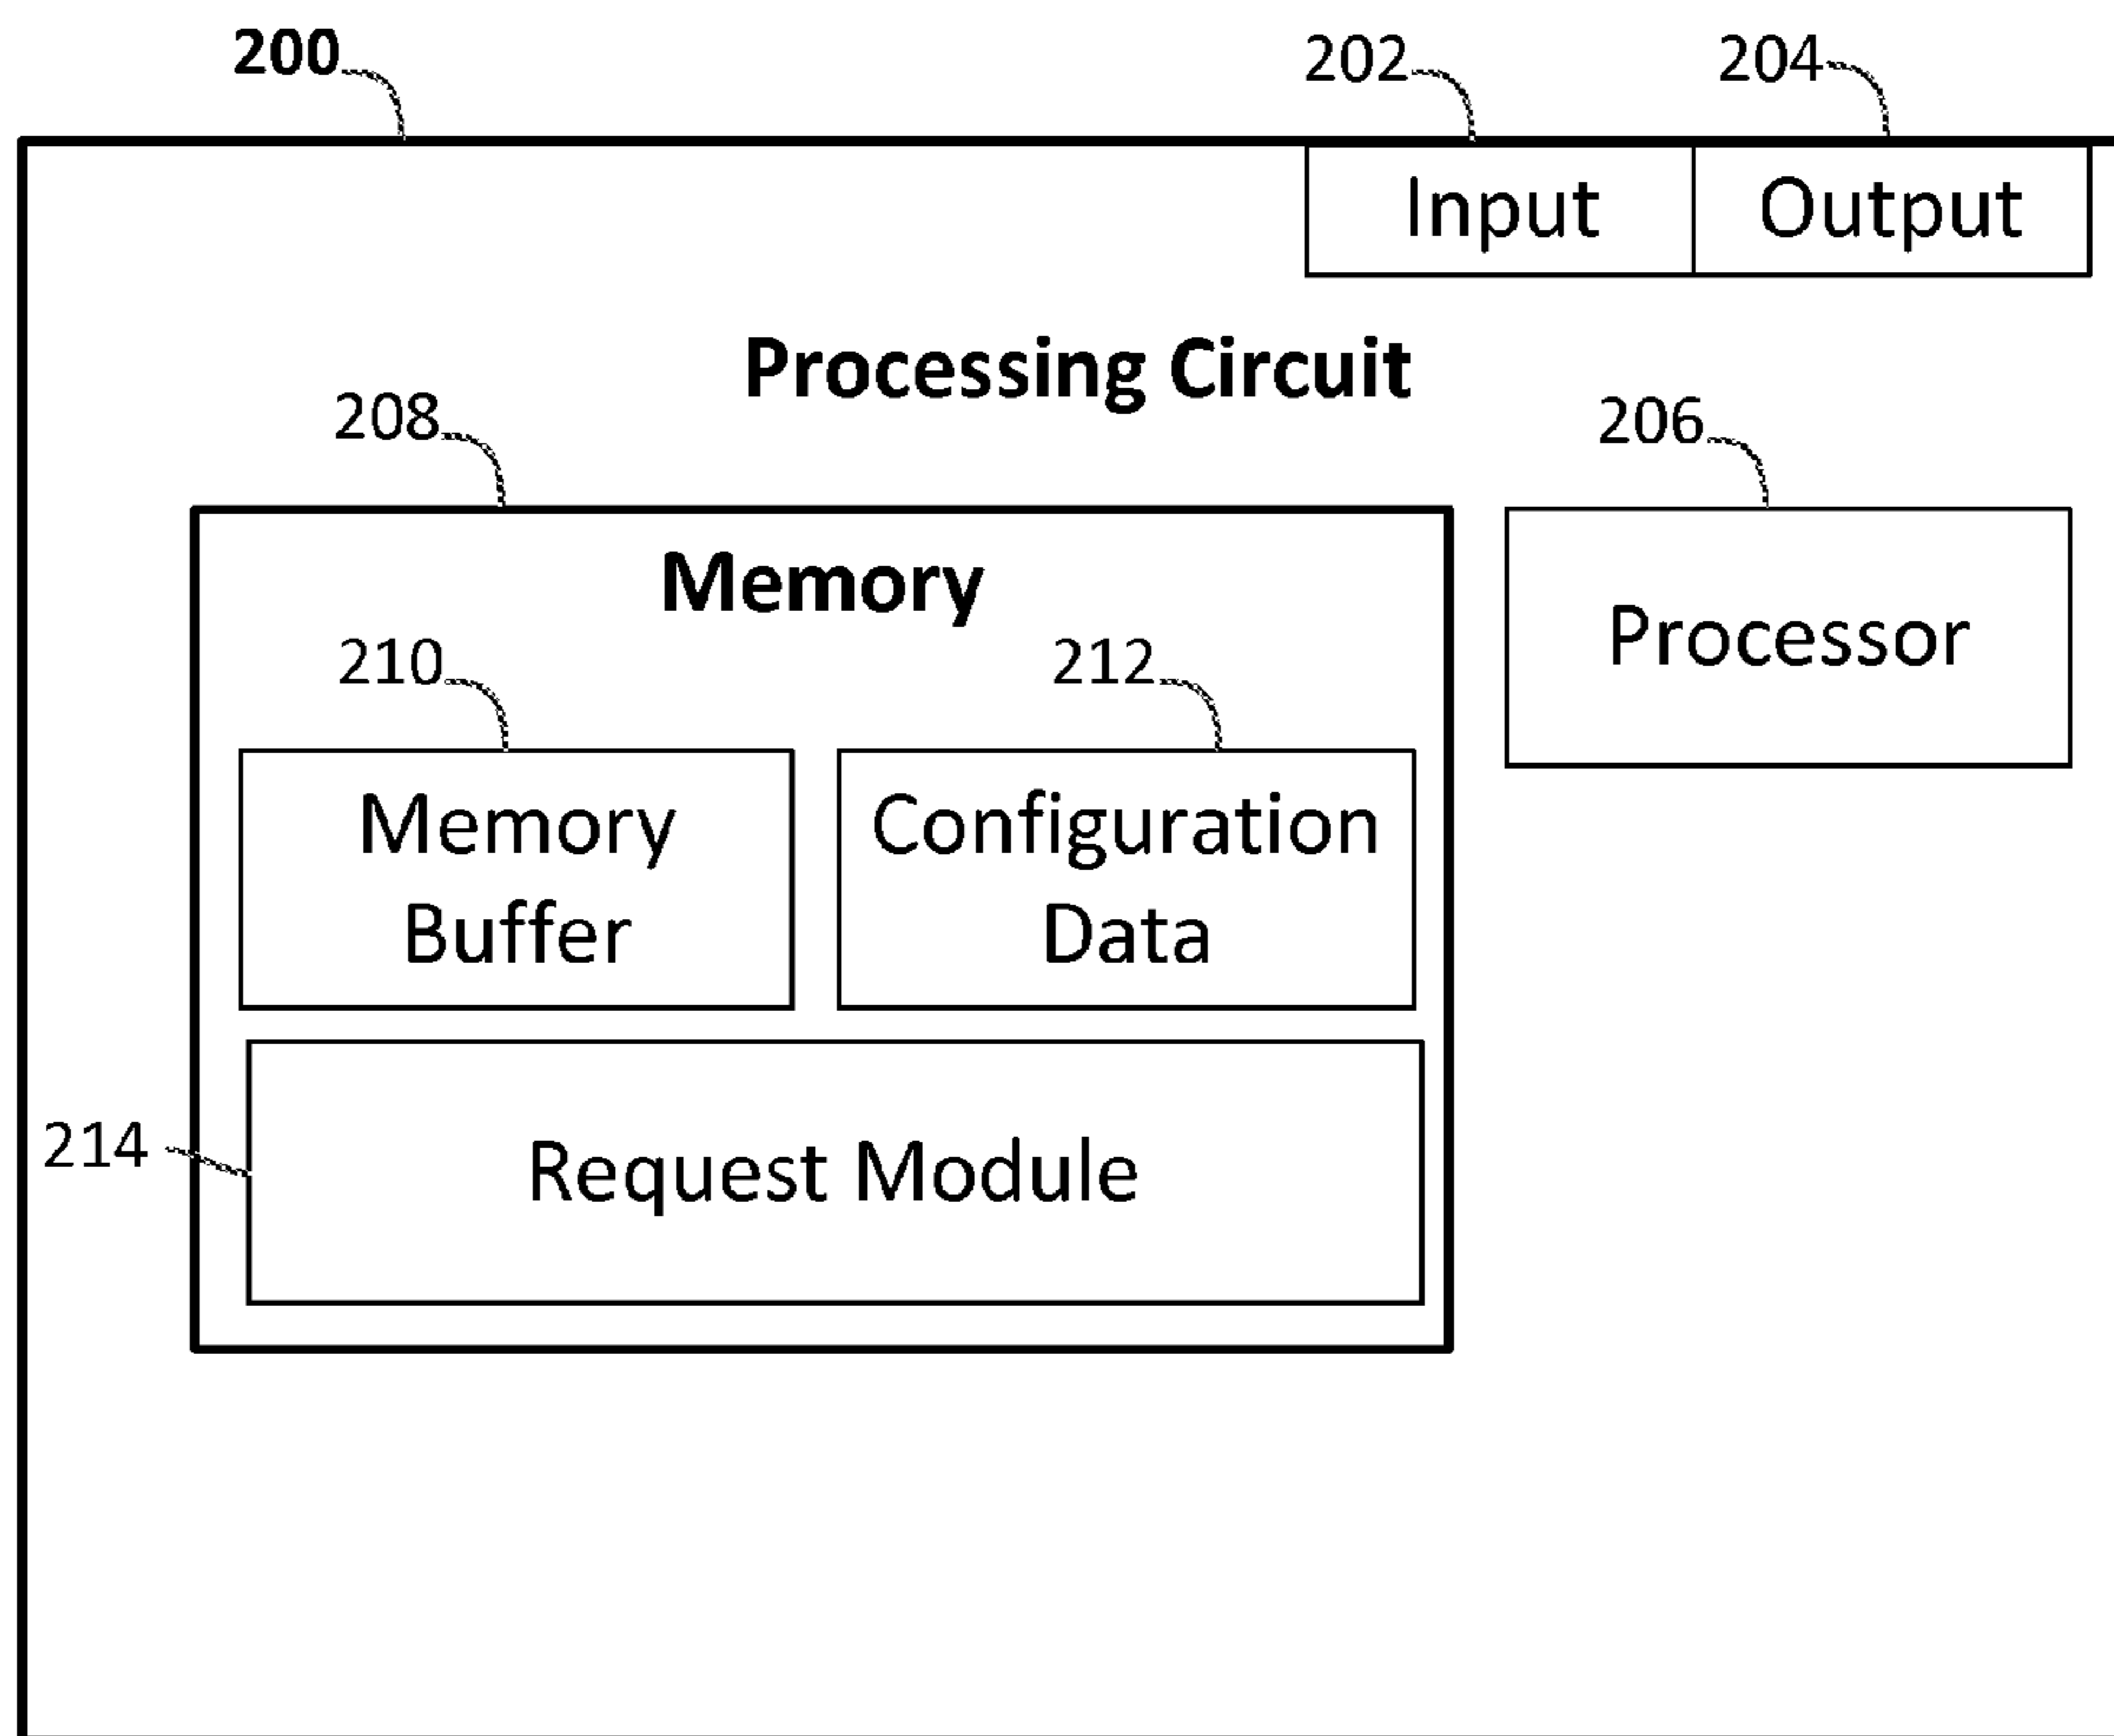 200
202
204
Input
Output
Processing Circuit
208
206
Memory
Processor
210
212
Memory
Buffer
Configuration
Data
214
Request Module